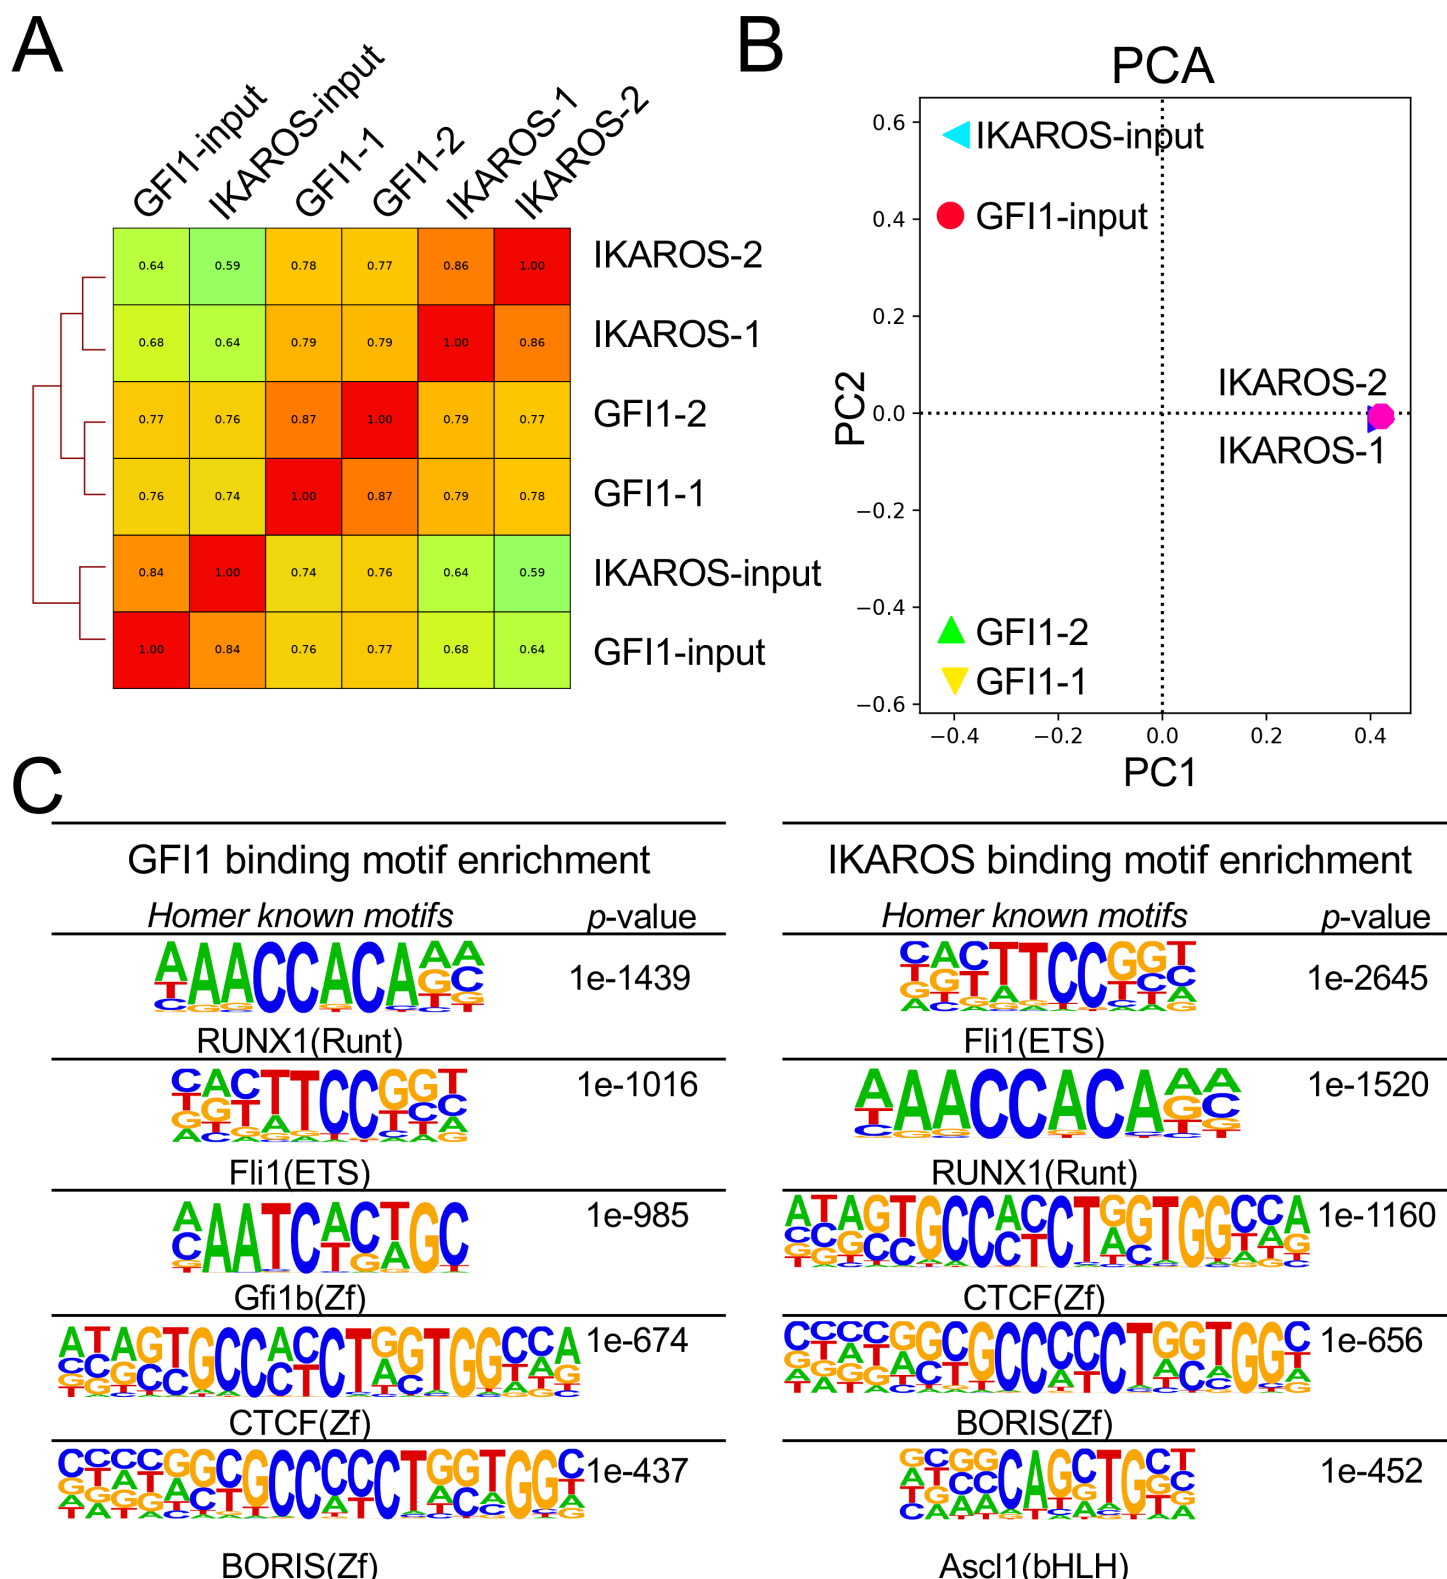 A
GFI1-input
IKAROS-input
GFI1-1
GFI1-2
IKAROS-1
IKAROS-2
0.64 0.59 0.78 0.77 0.86 1.00 IKAROS-2
0.68 0.64 0.79 0.79 1.00 0.86 IKAROS-1
0.77 0.76 0.87 1.00 0.79 0.77 GFI1-2
0.76 0.74 1.00 0.87 0.79 0.78 GFI1-1
0.84 1.00 0.74 0.76 0.64 0.59 IKAROS-input
1.00 0.84 0.76 0.77 0.68 0.64 GFI1-input
B
PCA
PC2
0.6
0.4
0.2
0.0
−0.2
−0.4
−0.6
IKAROS-input
GFI1-input
IKAROS-2
IKAROS-1
GFI1-2
GFI1-1
−0.4 −0.2 0.0 0.2 0.4
PC1
C
GFI1 binding motif enrichment
Homer known motifs p-value
AAACCACAAA 1e-1439
RUNX1(Runt)
CACTTCCGGT 1e-1016
Fli1(ETS)
AAATCACTGC 1e-985
Gfi1b(Zf)
ATAGTGCCACCTGGTGGCCA 1e-674
CTCF(Zf)
CCCCGGCGCCCCCTGGTGGC 1e-437
BORIS(Zf)
IKAROS binding motif enrichment
Homer known motifs p-value
CACTTCCGGT 1e-2645
Fli1(ETS)
AAACCACAAA 1e-1520
RUNX1(Runt)
ATAGTGCCACCTGGTGGCCA 1e-1160
CTCF(Zf)
CCCCGGCGCCCCCTGGTGGC 1e-656
BORIS(Zf)
GCGGCAGCTGCT 1e-452
Ascl1(bHLH)